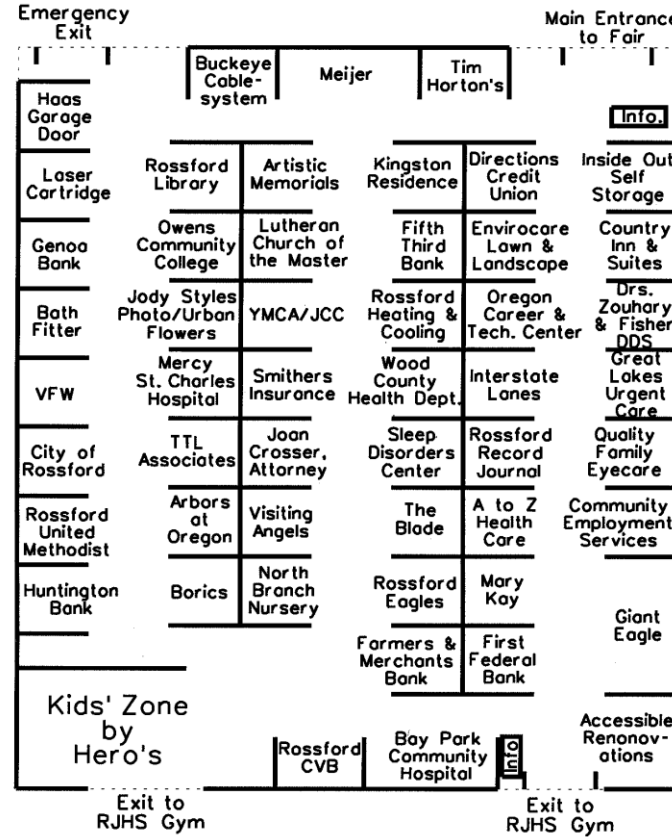 Emergency
Exit
Main Entrance
to Fair
Buckeye
Cable-
system
Meijer
Tim
Horton's
Haas
Garage
Door
Info.
Laser
Cartridge
Rossford
Library
Artistic
Memorials
Kingston
Residence
Directions
Credit
Union
Inside Out
Self
Storage
Genoa
Bank
Owens
Community
College
Lutheran
Church of
the Master
Fifth
Third
Bank
Envirocare
Lawn &
Landscape
Country
Inn &
Suites
Bath
Fitter
Jody Styles
Photo/Urban
Flowers
YMCA/JCC
Rossford
Heating &
Cooling
Oregon
Career &
Tech. Center
Drs.
Zouhary
& Fisher
DDS
VFW
Mercy
St. Charles
Hospital
Smithers
Insurance
Wood
County
Health Dept.
Interstate
Lanes
Great
Lakes
Urgent
Care
City of
Rossford
TTL
Associates
Joan
Crosser,
Attorney
Sleep
Disorders
Center
Rossford
Record
Journal
Quality
Family
Eyecare
Rossford
United
Methodist
Arbors
at
Oregon
Visiting
Angels
The
Blade
A to Z
Health
Care
Community
Employment
Services
Huntington
Bank
Borics
North
Branch
Nursery
Rossford
Eagles
Mary
Kay
Giant
Eagle
Farmers &
Merchants
Bank
First
Federal
Bank
Kids' Zone
by
Hero's
Rossford
CVB
Bay Park
Community
Hospital
Info
Accessible
Renonov-
ations
Exit to
RJHS Gym
Exit to
RJHS Gym